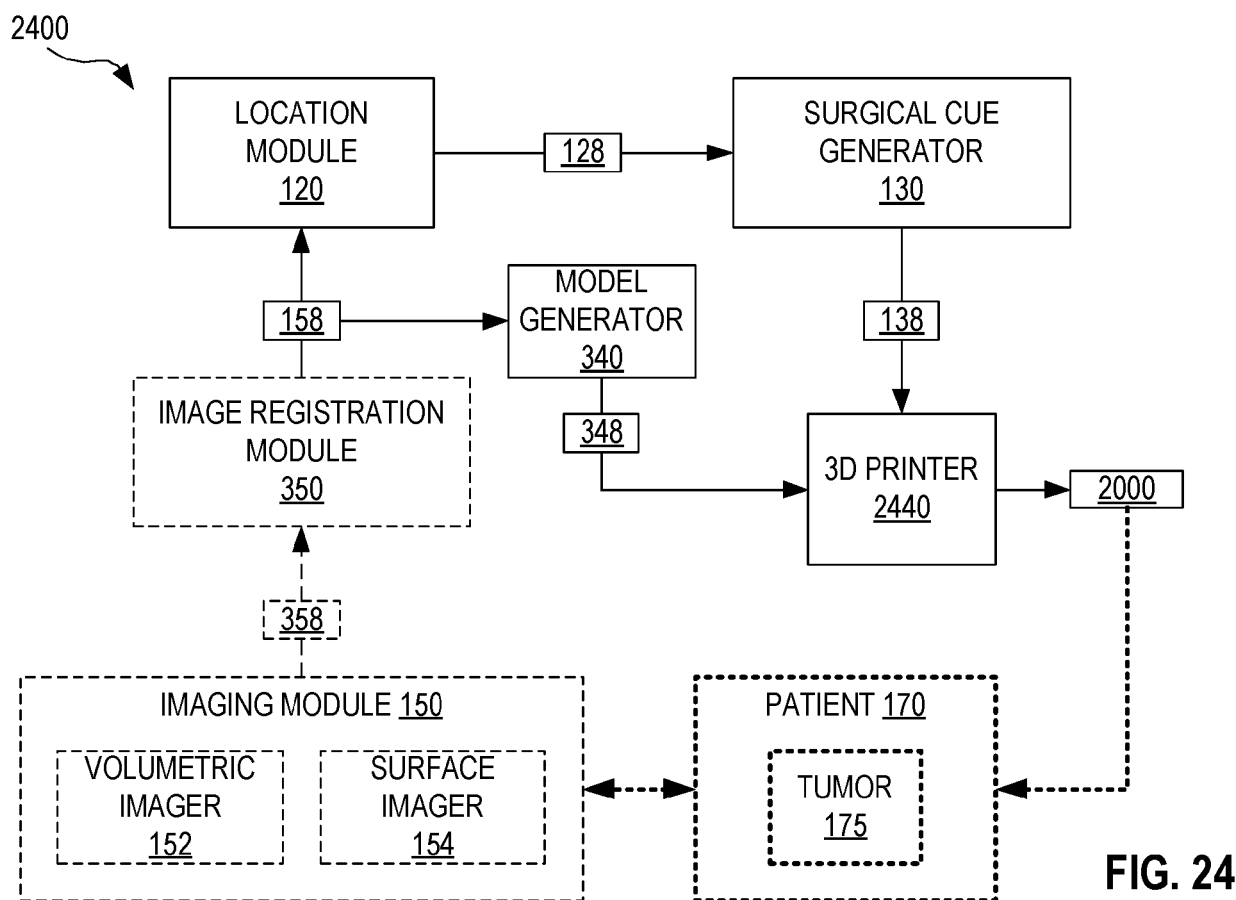 2400
LOCATION
MODULE
120
128
SURGICAL CUE
GENERATOR
130
158
MODEL
GENERATOR
340
138
IMAGE REGISTRATION
MODULE
350
348
3D PRINTER
2440
2000
358
IMAGING MODULE 150
VOLUMETRIC
IMAGER
152
SURFACE
IMAGER
154
PATIENT 170
TUMOR
175
FIG. 24